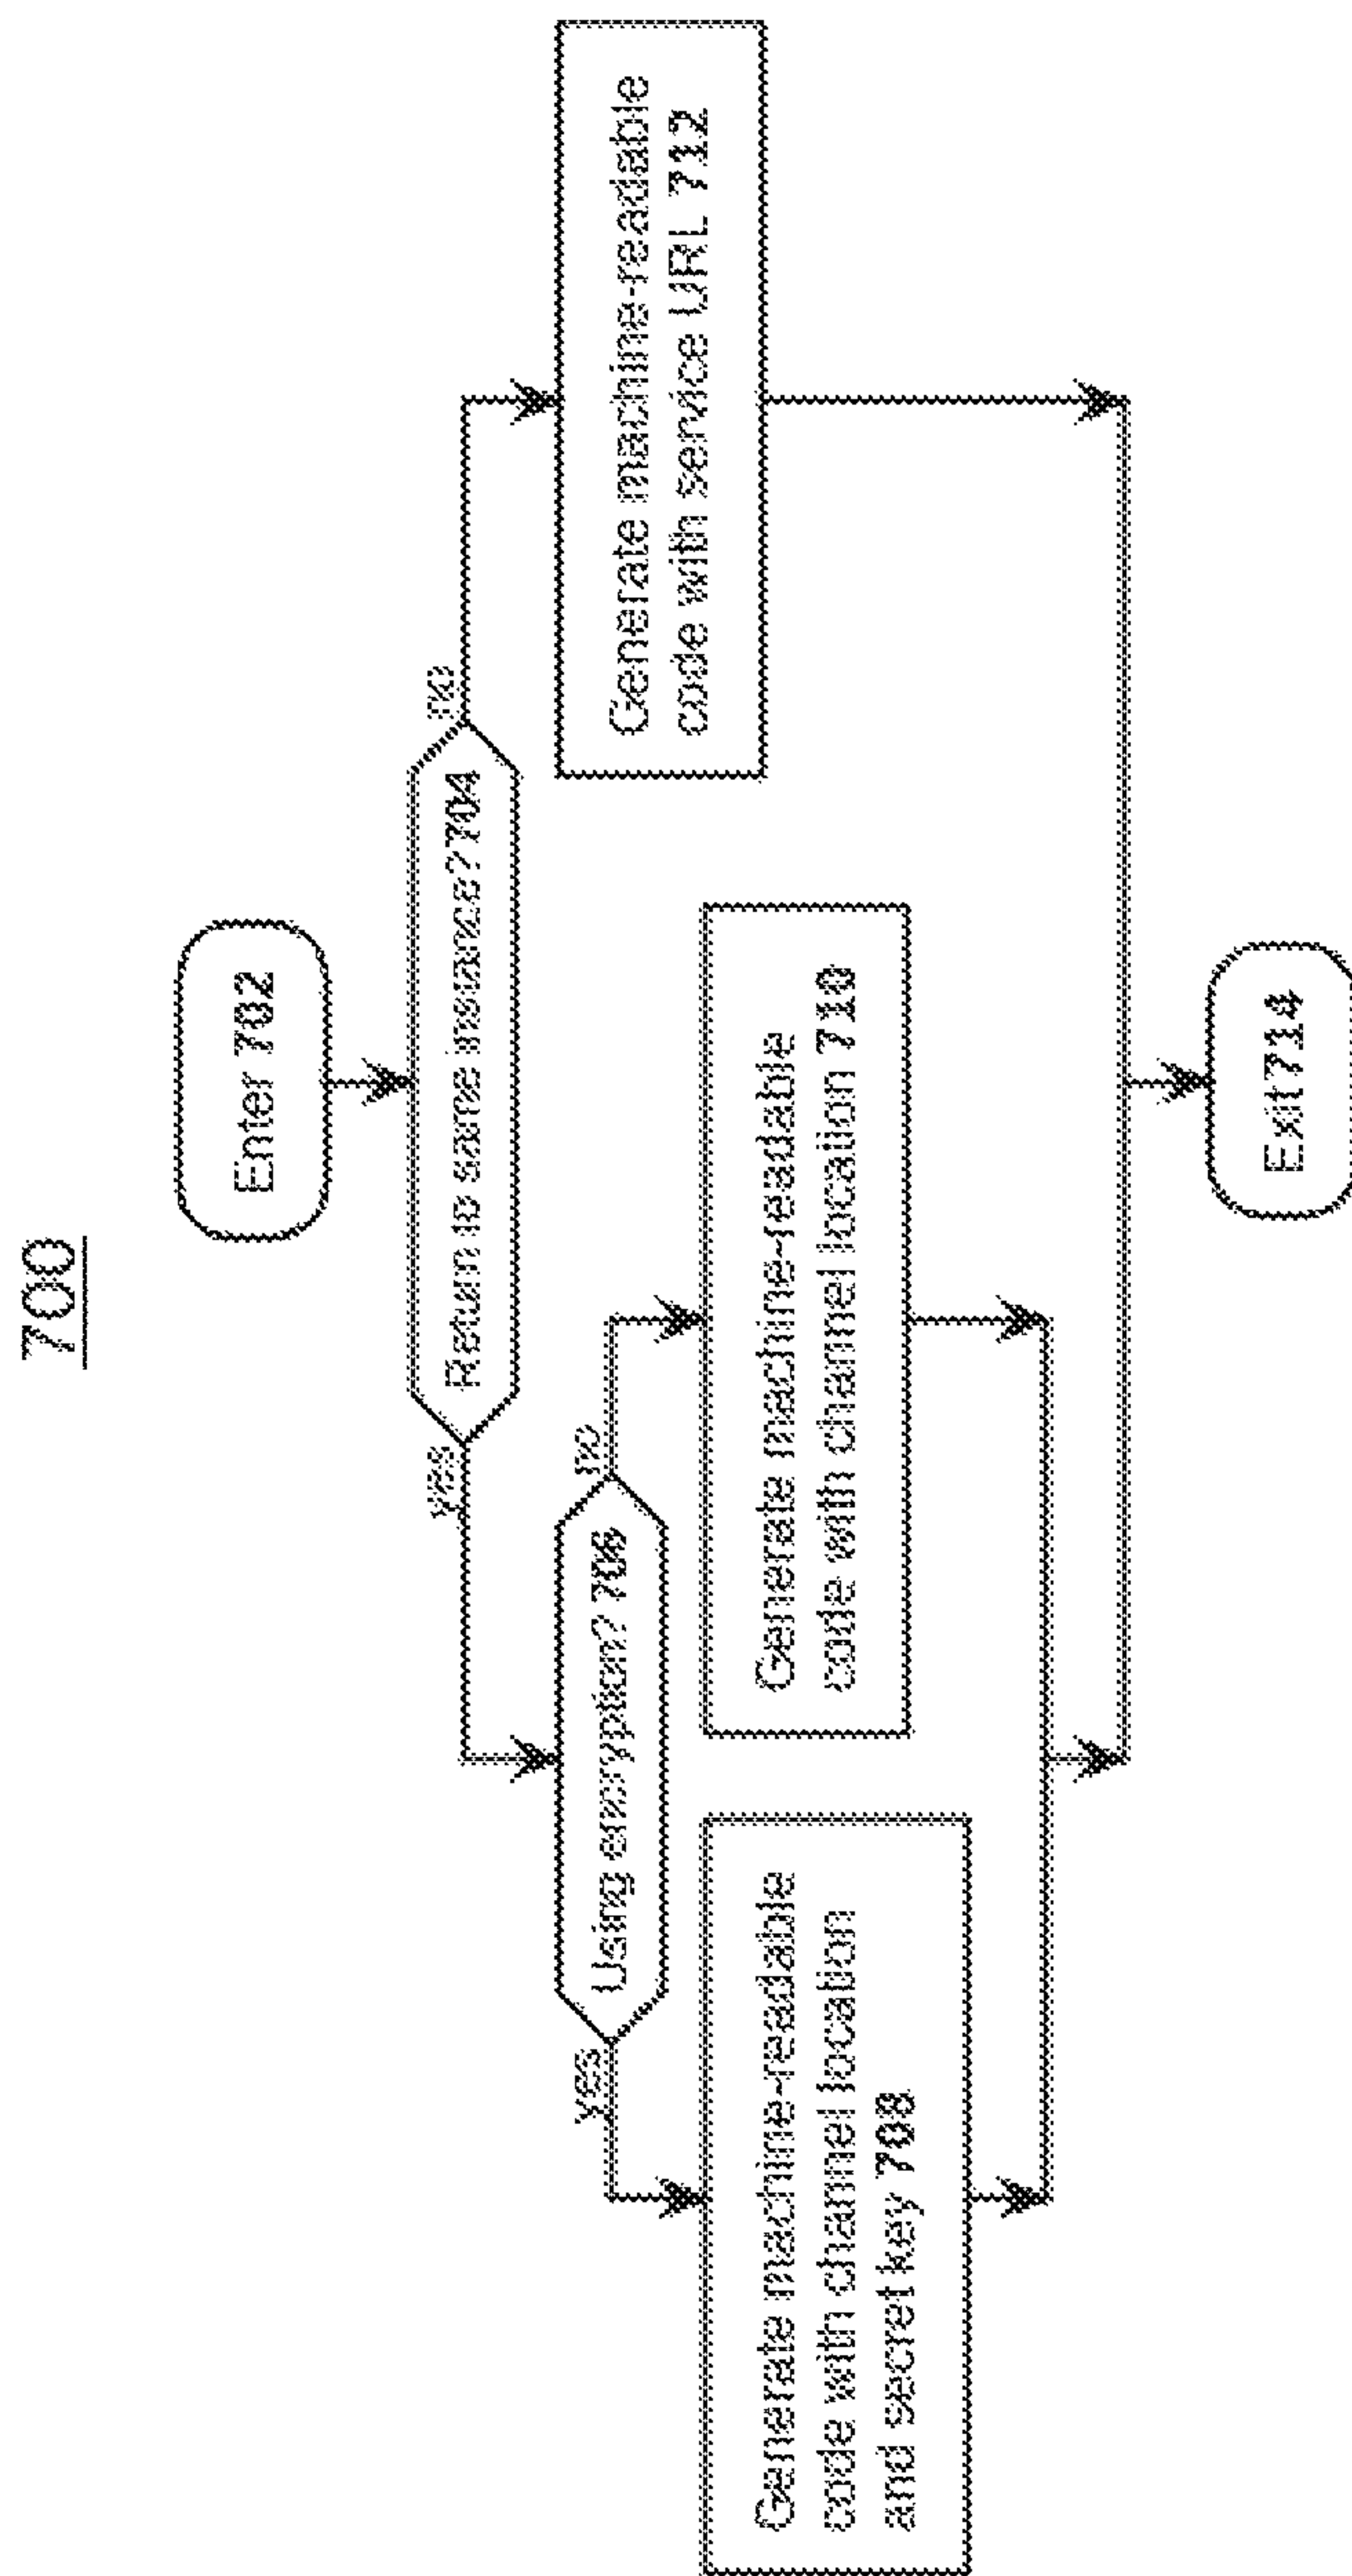 700
Enter 702
Return to same instance? 704
yes
no
Using encryption? 706
yes
no
Generate machine-readable
code with service URL 712
Generate machine-readable
code with channel location
and secret key 708
Generate machine-readable
code with channel location 710
Exit 714